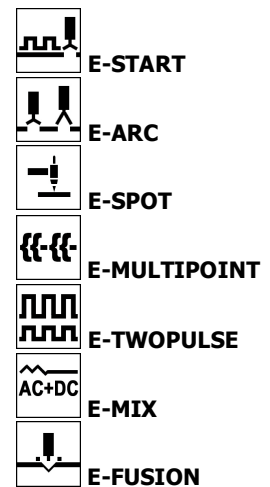 E-START
E-ARC
E-SPOT
E-MULTIPOINT
E-TWOPULSE
AC+DC
E-MIX
E-FUSION